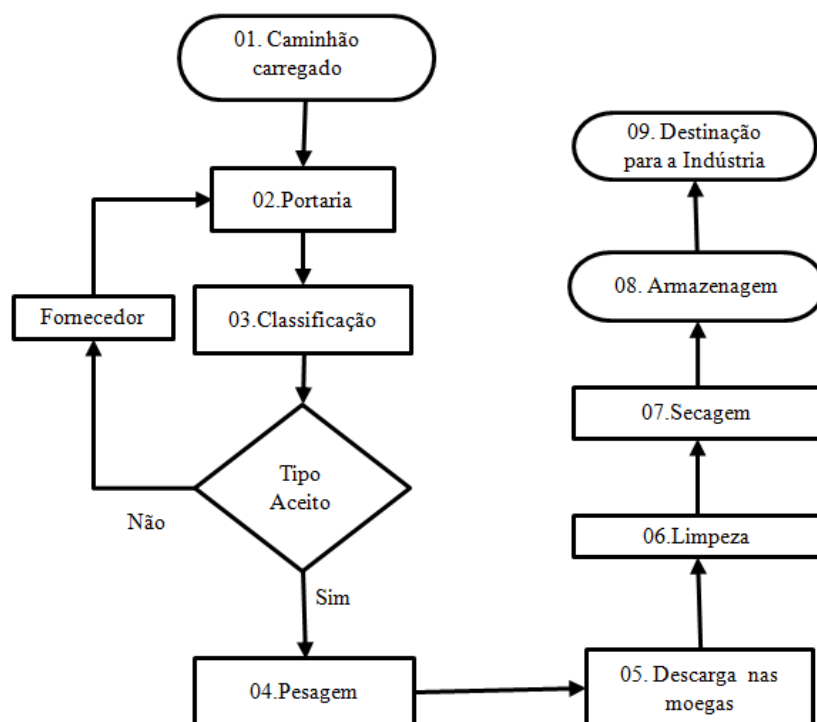 01. Caminhão
carregado
02.Portaria
Fornecedor
03.Classificação
Tipo
Aceito
Não
Sim
04.Pesagem
05. Descarga nas
moegas
06.Limpeza
07.Secagem
08. Armazenagem
09. Destinação
para a Indústria